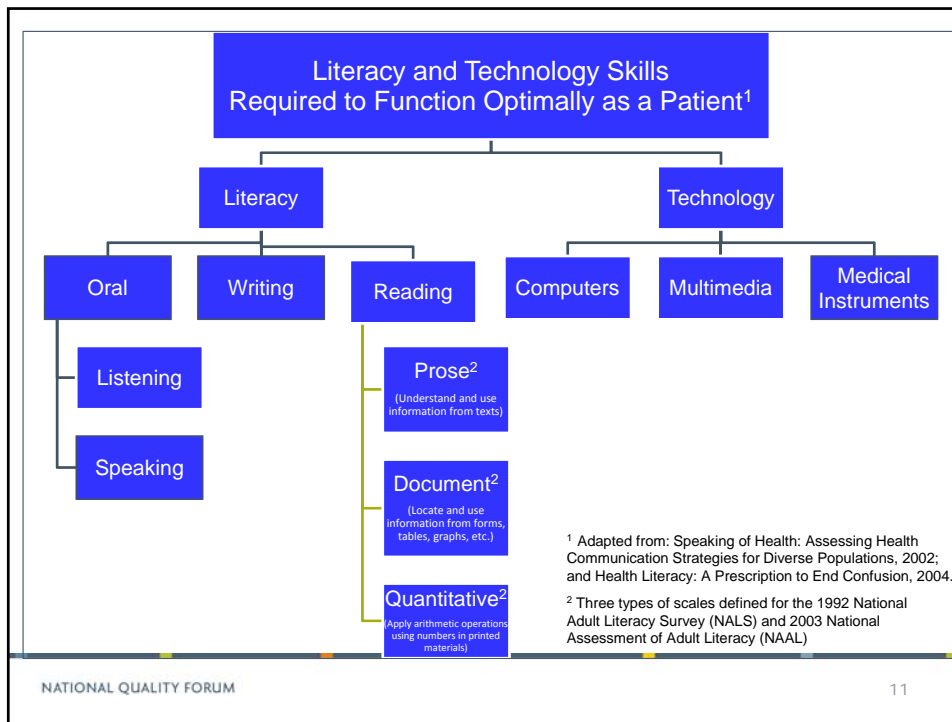 Literacy and Technology Skills
Required to Function Optimally as a Patient¹
Literacy
Technology
Oral
Writing
Reading
Computers
Multimedia
Medical
Instruments
Listening
Speaking
Prose²
(Understand and use
information from texts)
Document²
(Locate and use
information from forms,
tables, graphs, etc.)
Quantitative²
(Apply arithmetic operations
using numbers in printed
materials)
¹ Adapted from: Speaking of Health: Assessing Health
Communication Strategies for Diverse Populations, 2002;
and Health Literacy: A Prescription to End Confusion, 2004.
² Three types of scales defined for the 1992 National
Adult Literacy Survey (NALS) and 2003 National
Assessment of Adult Literacy (NAAL)
NATIONAL QUALITY FORUM
11